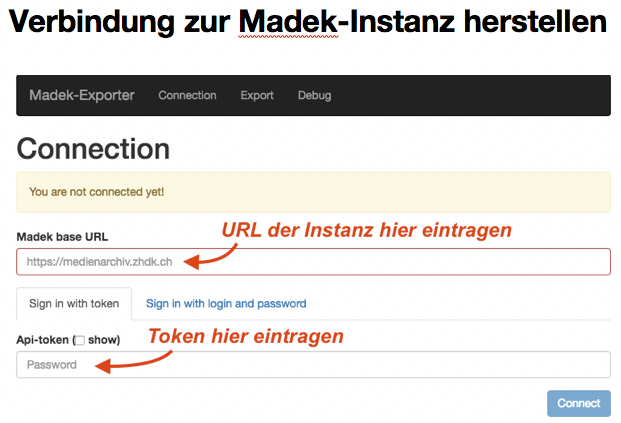 Verbindung zur Madek-Instanz herstellen
Madek-Exporter Connection Export Debug
Connection
You are not connected yet!
URL der Instanz hier eintragen
Madek base URL
https://medienarchiv.zhdk.ch
Sign in with token Sign in with login and password
Token hier eintragen
Api-token ( show)
Password
Connect